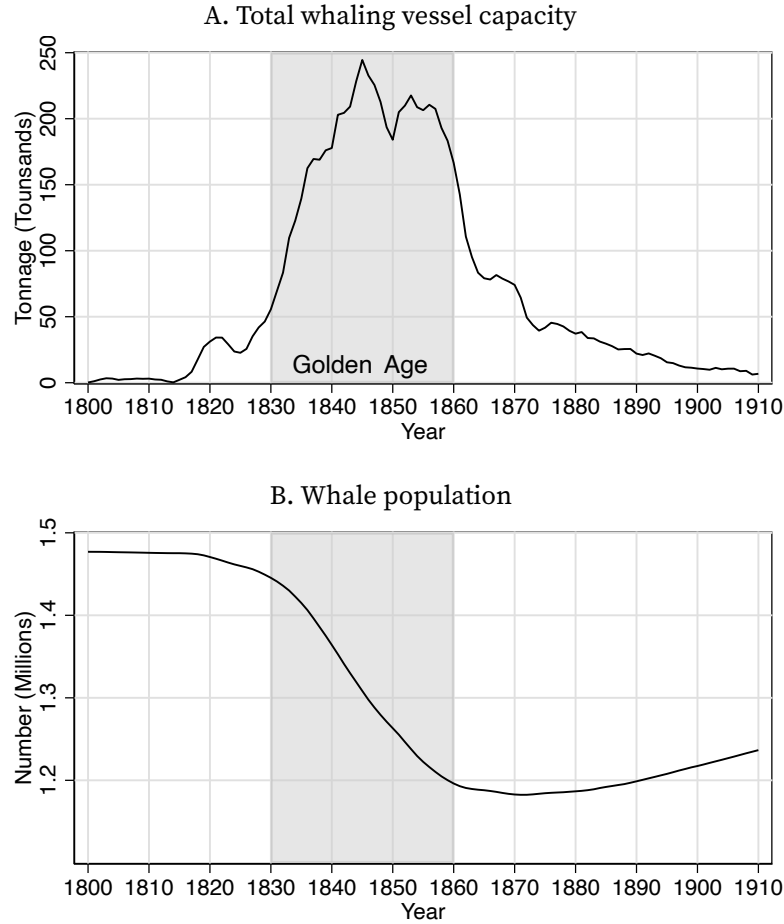 A. Total whaling vessel capacity
Tonnage (Tounsands)
250
200
150
100
50
0
Golden Age
1800 1810 1820 1830 1840 1850 1860 1870 1880 1890 1900 1910
Year
B. Whale population
Number (Millions)
1.5
1.4
1.3
1.2
1800 1810 1820 1830 1840 1850 1860 1870 1880 1890 1900 1910
Year